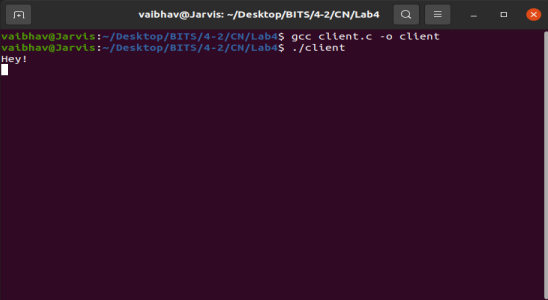 vaibhav@Jarvis: ~/Desktop/BITS/4-2/CN/Lab4
vaibhav@Jarvis:~/Desktop/BITS/4-2/CN/Lab4$ gcc client.c -o client
vaibhav@Jarvis:~/Desktop/BITS/4-2/CN/Lab4$ ./client
Hey!